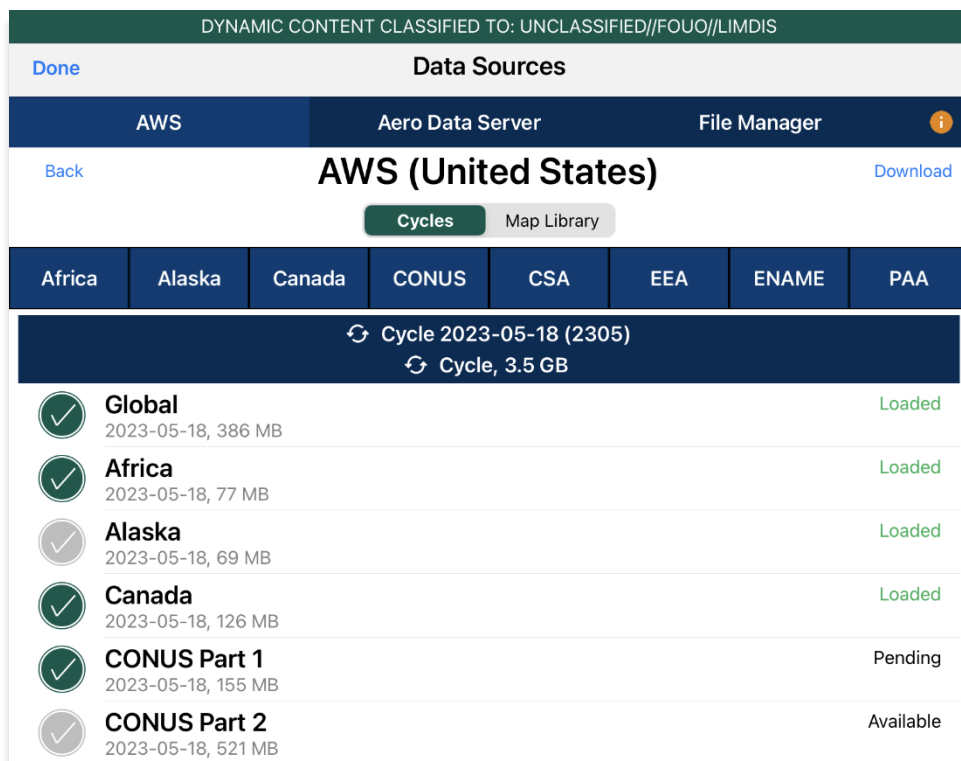 DYNAMIC CONTENT CLASSIFIED TO: UNCLASSIFIED//FOUO//LIMDIS
Done Data Sources
AWS Aero Data Server File Manager i
Back AWS (United States) Download
Cycles Map Library
Africa Alaska Canada CONUS CSA EEA ENAME PAA
Cycle 2023-05-18 (2305)
Cycle, 3.5 GB
Global Loaded
2023-05-18, 386 MB
Africa Loaded
2023-05-18, 77 MB
Alaska Loaded
2023-05-18, 69 MB
Canada Loaded
2023-05-18, 126 MB
CONUS Part 1 Pending
2023-05-18, 155 MB
CONUS Part 2 Available
2023-05-18, 521 MB